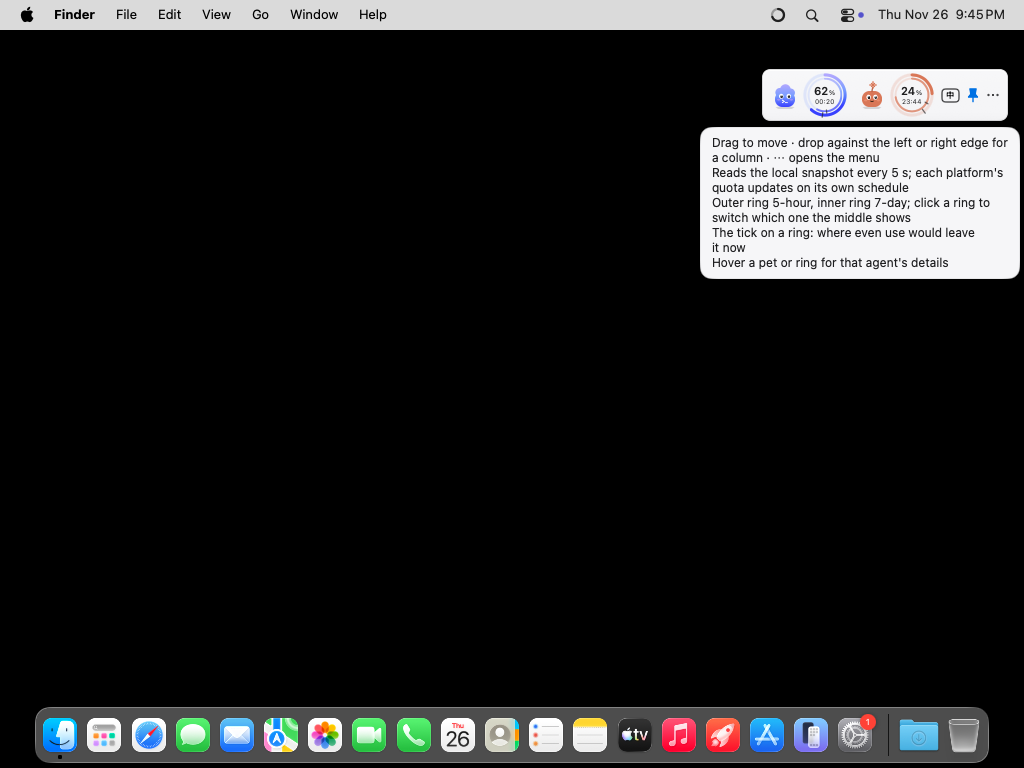 Finder File Edit View Go Window Help Thu Nov 26 9:45 PM
62% 00:20 24% 23:44 中 ···
Drag to move · drop against the left or right edge for
a column · ··· opens the menu
Reads the local snapshot every 5 s; each platform's
quota updates on its own schedule
Outer ring 5-hour, inner ring 7-day; click a ring to
switch which one the middle shows
The tick on a ring: where even use would leave
it now
Hover a pet or ring for that agent's details
Thu
26
tv
1